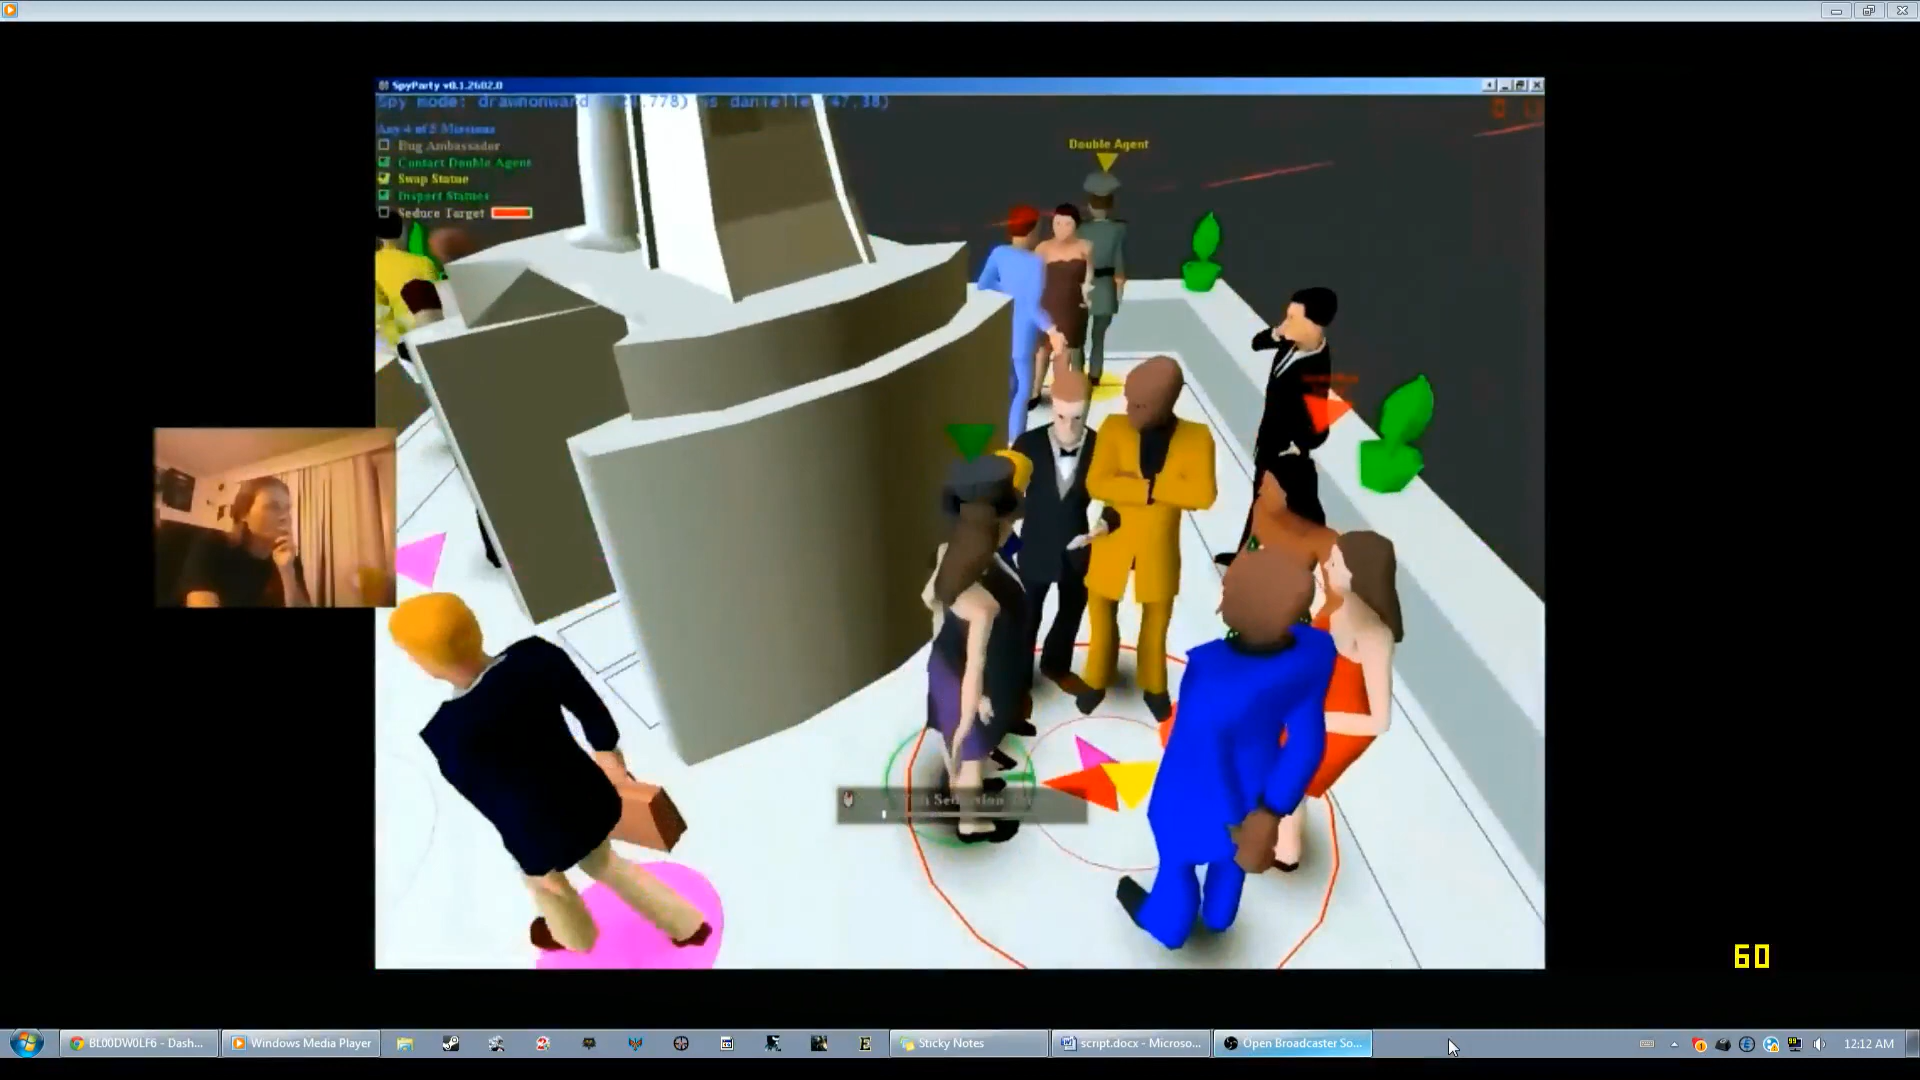 SpyParty v0.1.2602.0
Spy mode: drawnonward
danielle (47,38)
Any 4 of 5 Missions
Bug Ambassador
Contact Double Agent
Swap Statue
Inspect Statues
Seduce Target
Double Agent
60
BL00DW0LF6 - Dash...
Windows Media Player
Sticky Notes
script.docx - Microso...
Open Broadcaster So...
12:12 AM